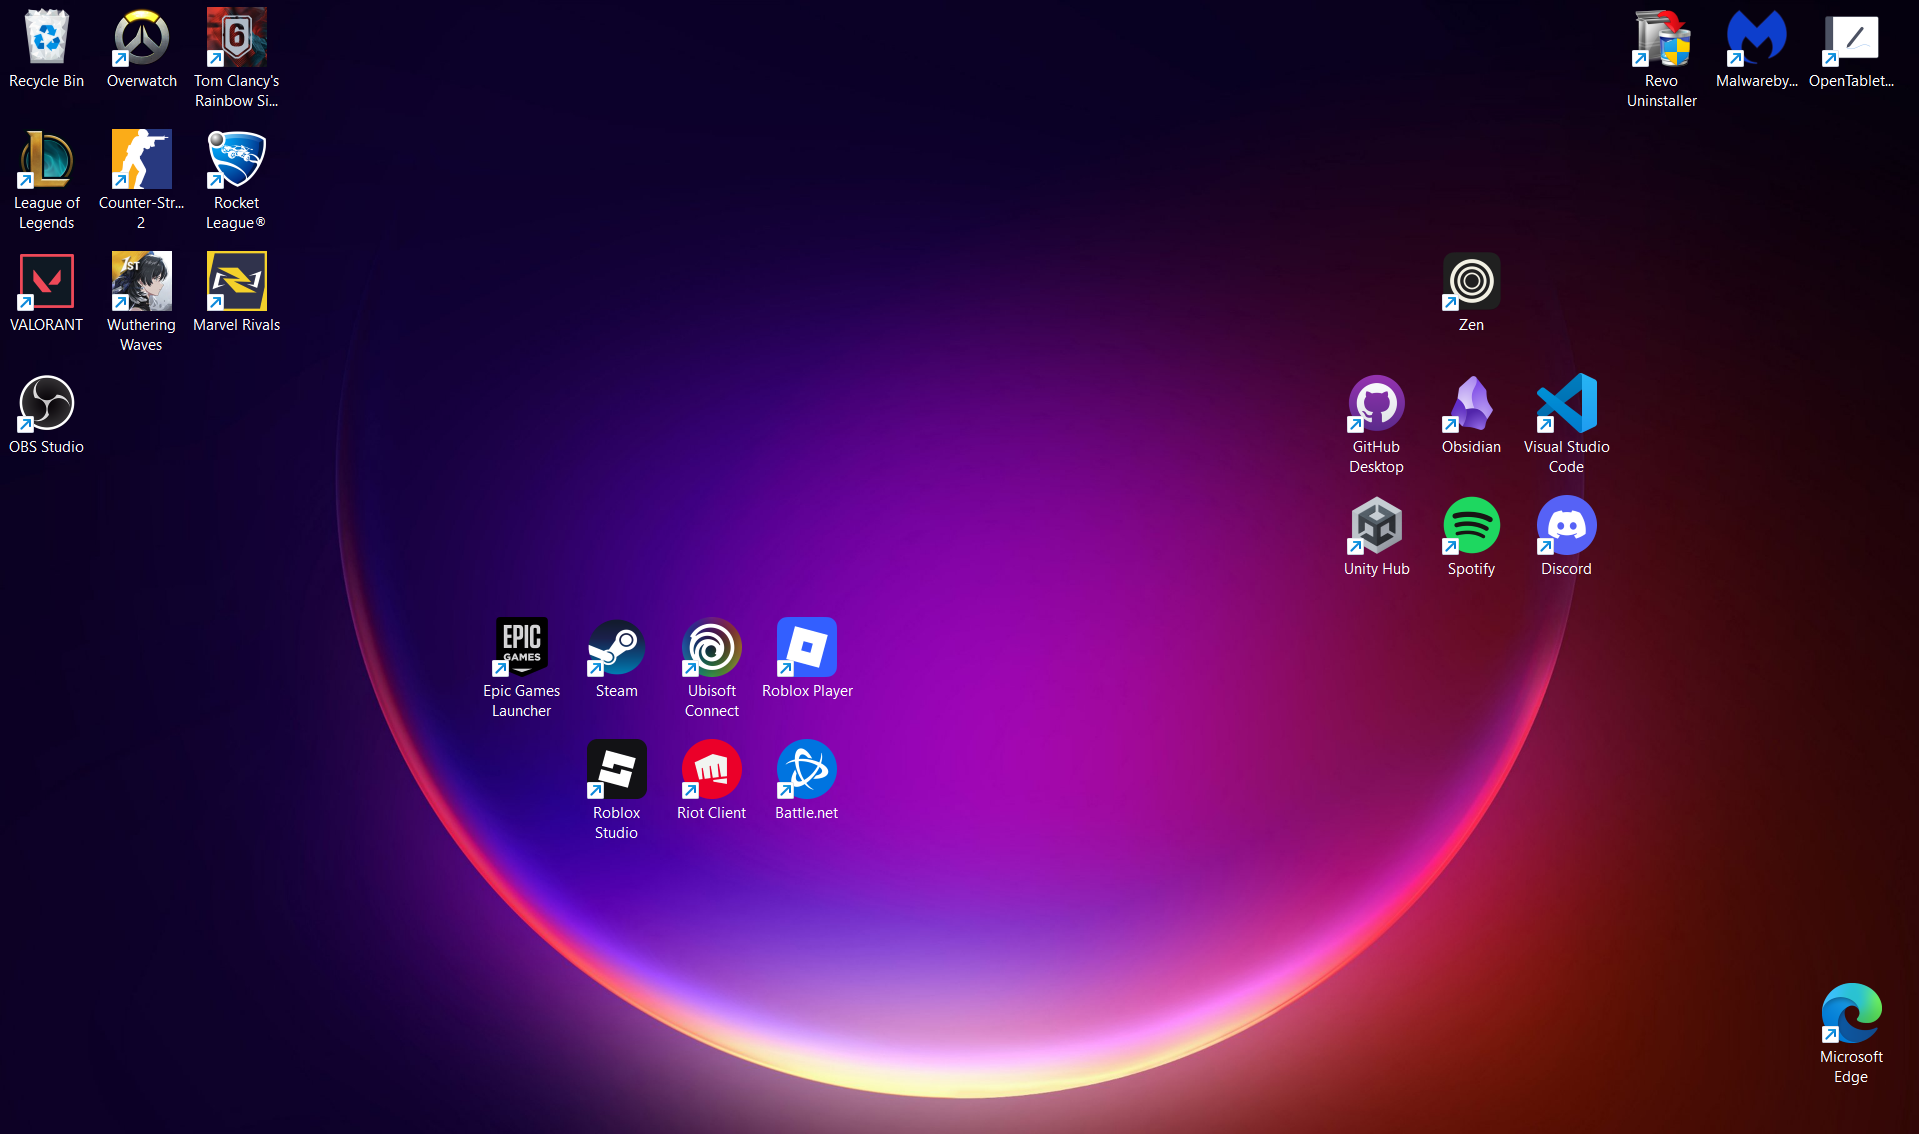 Recycle Bin
Overwatch
Tom Clancy's
Rainbow Si...
League of
Legends
Counter-Str...
2
Rocket
League®
VALORANT
1ST
Wuthering
Waves
Marvel Rivals
OBS Studio
6
Revo
Uninstaller
Malwareby...
OpenTablet...
Zen
GitHub
Desktop
Obsidian
Visual Studio
Code
Unity Hub
Spotify
Discord
EPIC
GAMES
Epic Games
Launcher
Steam
Ubisoft
Connect
Roblox Player
Roblox
Studio
Riot Client
Battle.net
Microsoft
Edge